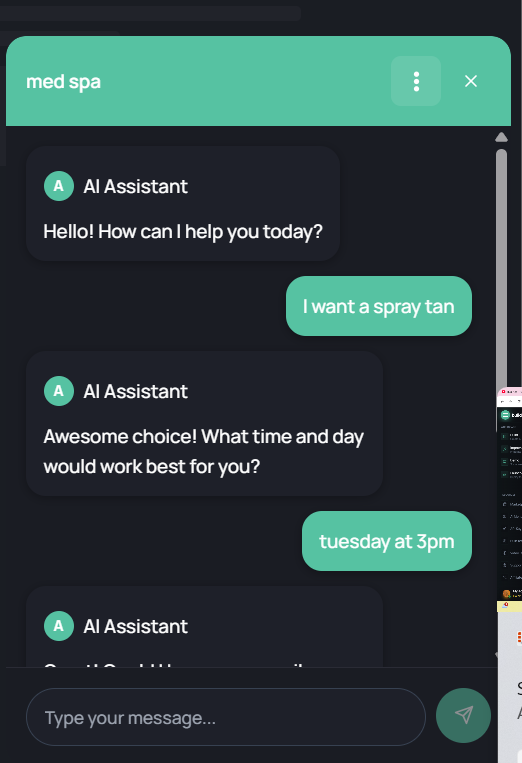 med spa
A AI Assistant
Hello! How can I help you today?
I want a spray tan
A AI Assistant
Awesome choice! What time and day
would work best for you?
tuesday at 3pm
A AI Assistant
Type your message...